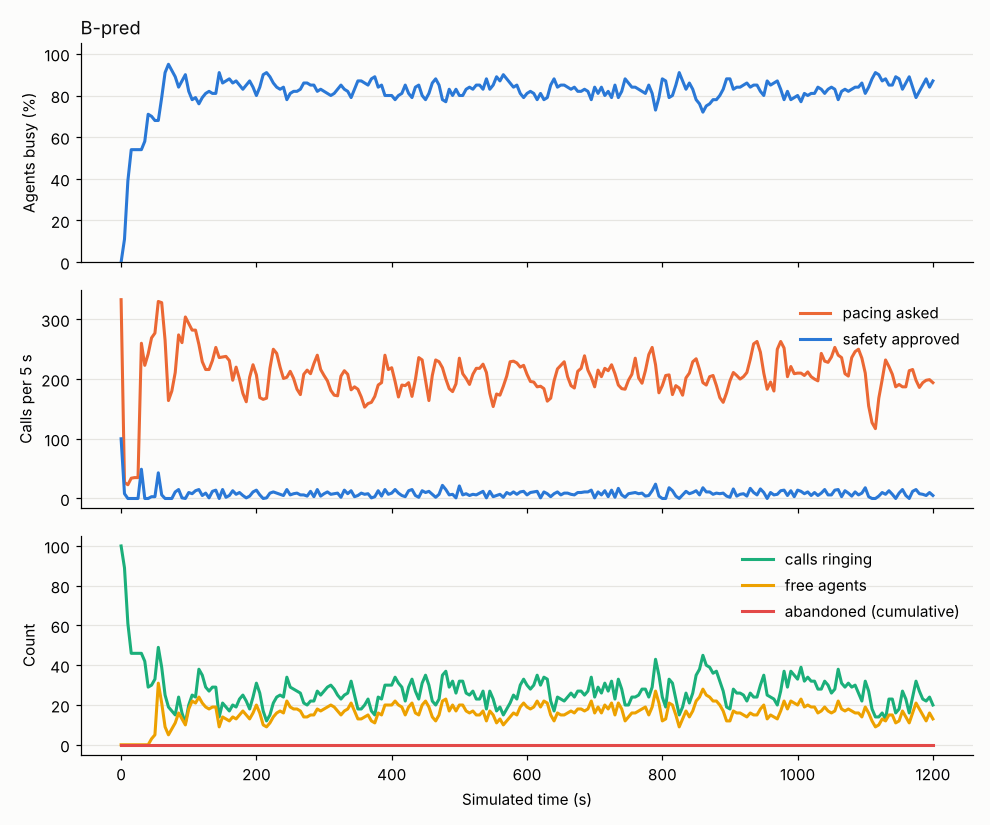 B-pred
100
80
60
40
20
0
Agents busy (%)
300
200
100
0
Calls per 5 s
pacing asked
safety approved
100
80
60
40
20
0
Count
calls ringing
free agents
abandoned (cumulative)
0 200 400 600 800 1000 1200
Simulated time (s)